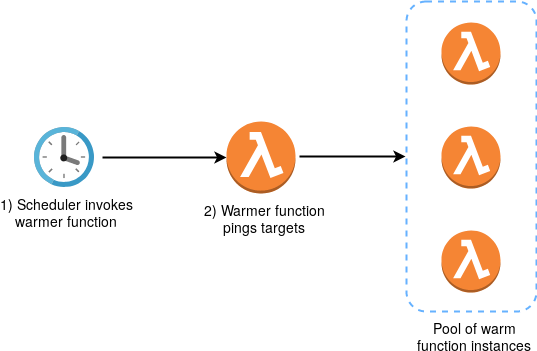 1) Scheduler invokes
warmer function
2) Warmer function
pings targets
Pool of warm
function instances